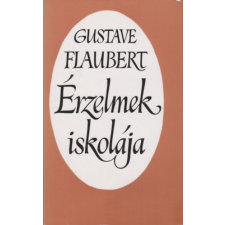 GUSTAVE
FLAUBERT
Érzelmek
iskolája